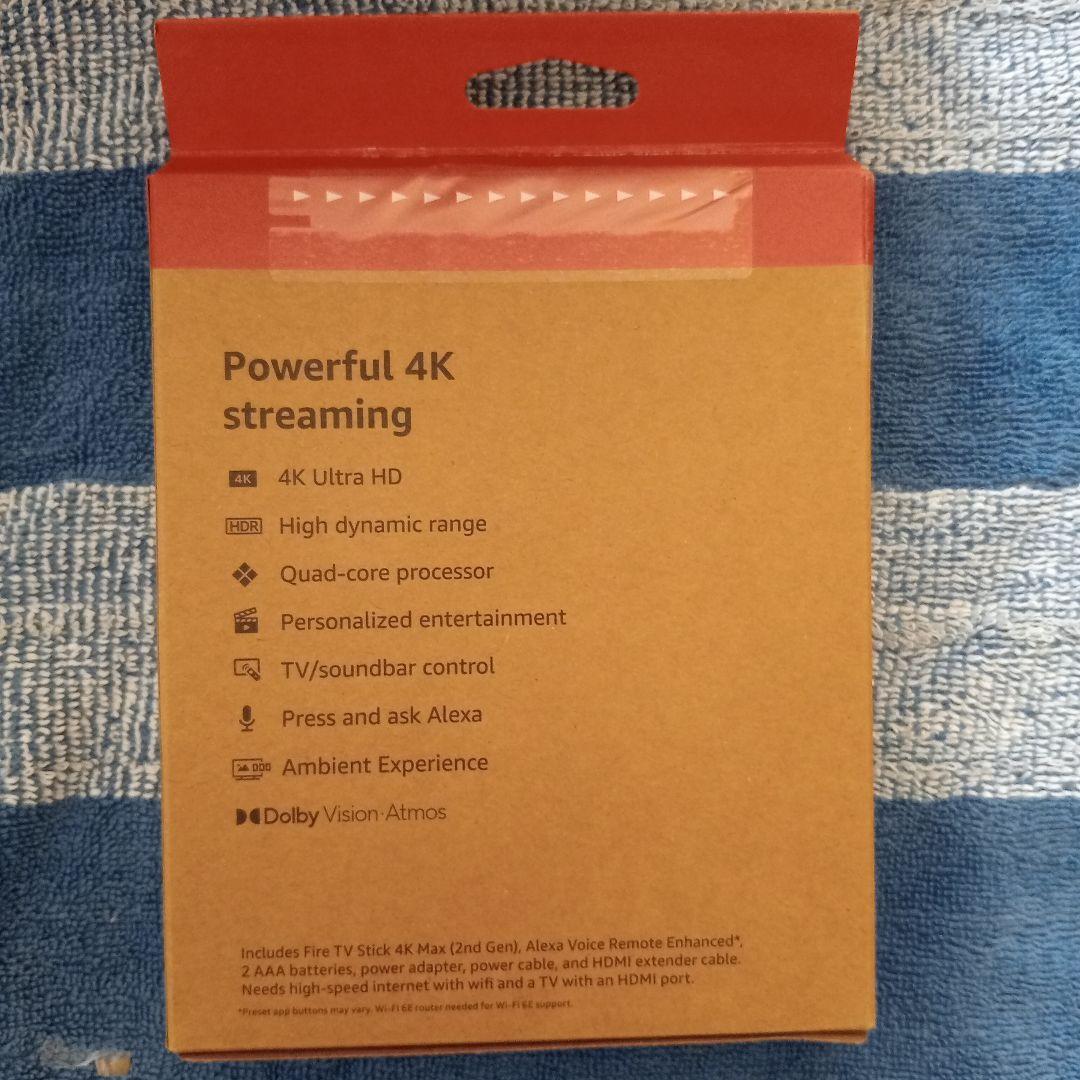 Powerful 4K
streaming
4K 4K Ultra HD
HDR High dynamic range
Quad-core processor
Personalized entertainment
TV/soundbar control
Press and ask Alexa
Ambient Experience
Dolby Vision·Atmos
Includes Fire TV Stick 4K Max (2nd Gen), Alexa Voice Remote Enhanced*,
2 AAA batteries, power adapter, power cable, and HDMI extender cable.
Needs high-speed internet with wifi and a TV with an HDMI port.
*Preset app buttons may vary. Wi-Fi 6E router needed for Wi-Fi 6E support.